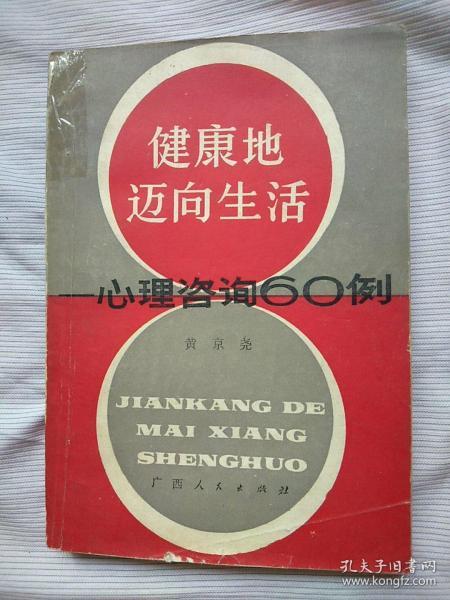 健康地
迈向生活
—心理咨询60例
黄京尧
JIANKANG DE
MAI XIANG
SHENGHUO
广西人民出版社
孔夫子旧书网
www.kongfz.com